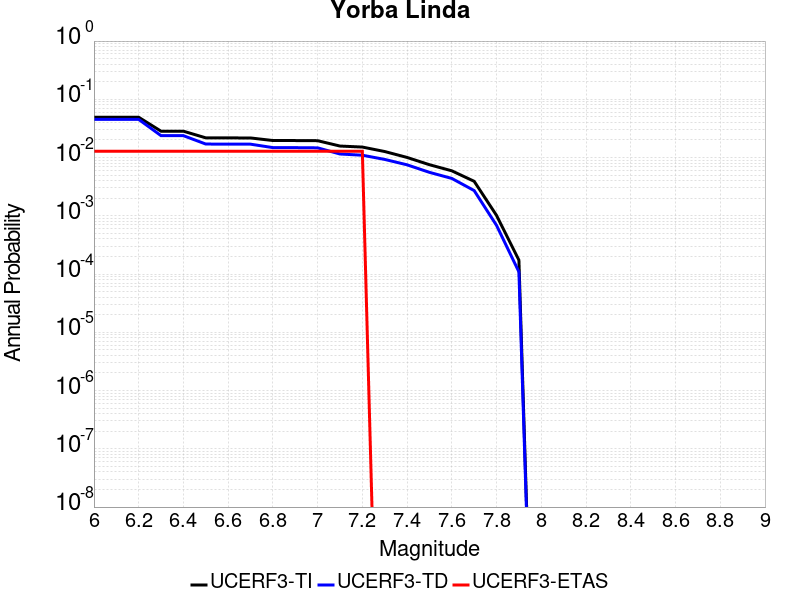 Yorba Linda
10^0
10^-1
10^-2
10^-3
10^-4
10^-5
10^-6
10^-7
10^-8
Annual Probability
6 6.2 6.4 6.6 6.8 7 7.2 7.4 7.6 7.8 8 8.2 8.4 8.6 8.8 9
Magnitude
UCERF3-TI UCERF3-TD UCERF3-ETAS